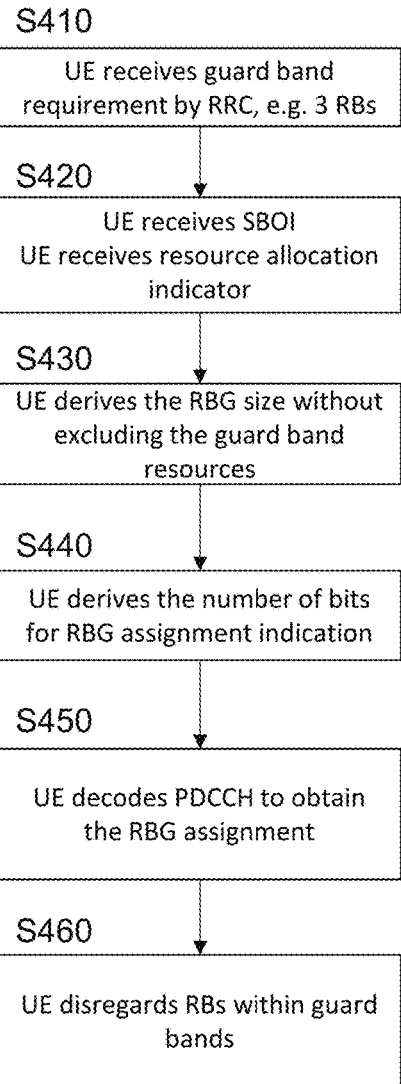 S410
UE receives guard band
requirement by RRC, e.g. 3 RBs
S420
UE receives SBOI
UE receives resource allocation
indicator
S430
UE derives the RBG size without
excluding the guard band
resources
S440
UE derives the number of bits
for RBG assignment indication
S450
UE decodes PDCCH to obtain
the RBG assignment
S460
UE disregards RBs within guard
bands